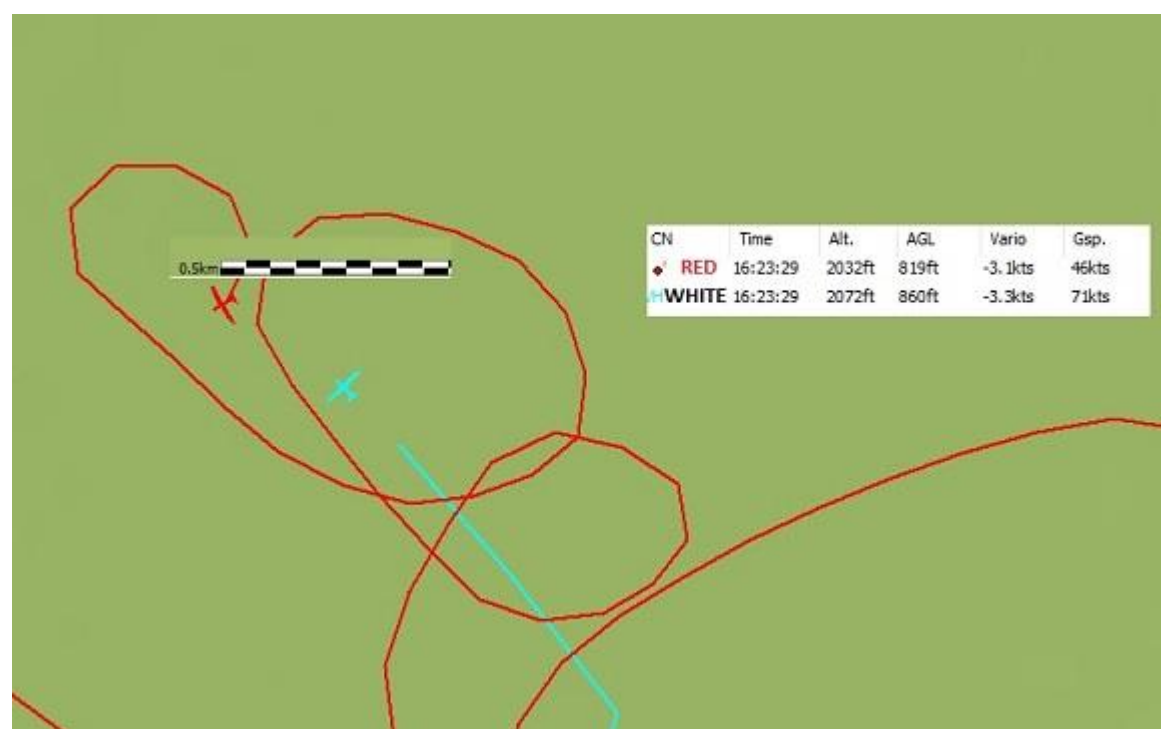 CN Time Alt. AGL Vario Gsp.
RED 16:23:29 2032ft 819ft -3.1kts 46kts
WHITE 16:23:29 2072ft 860ft -3.3kts 71kts
0.5km